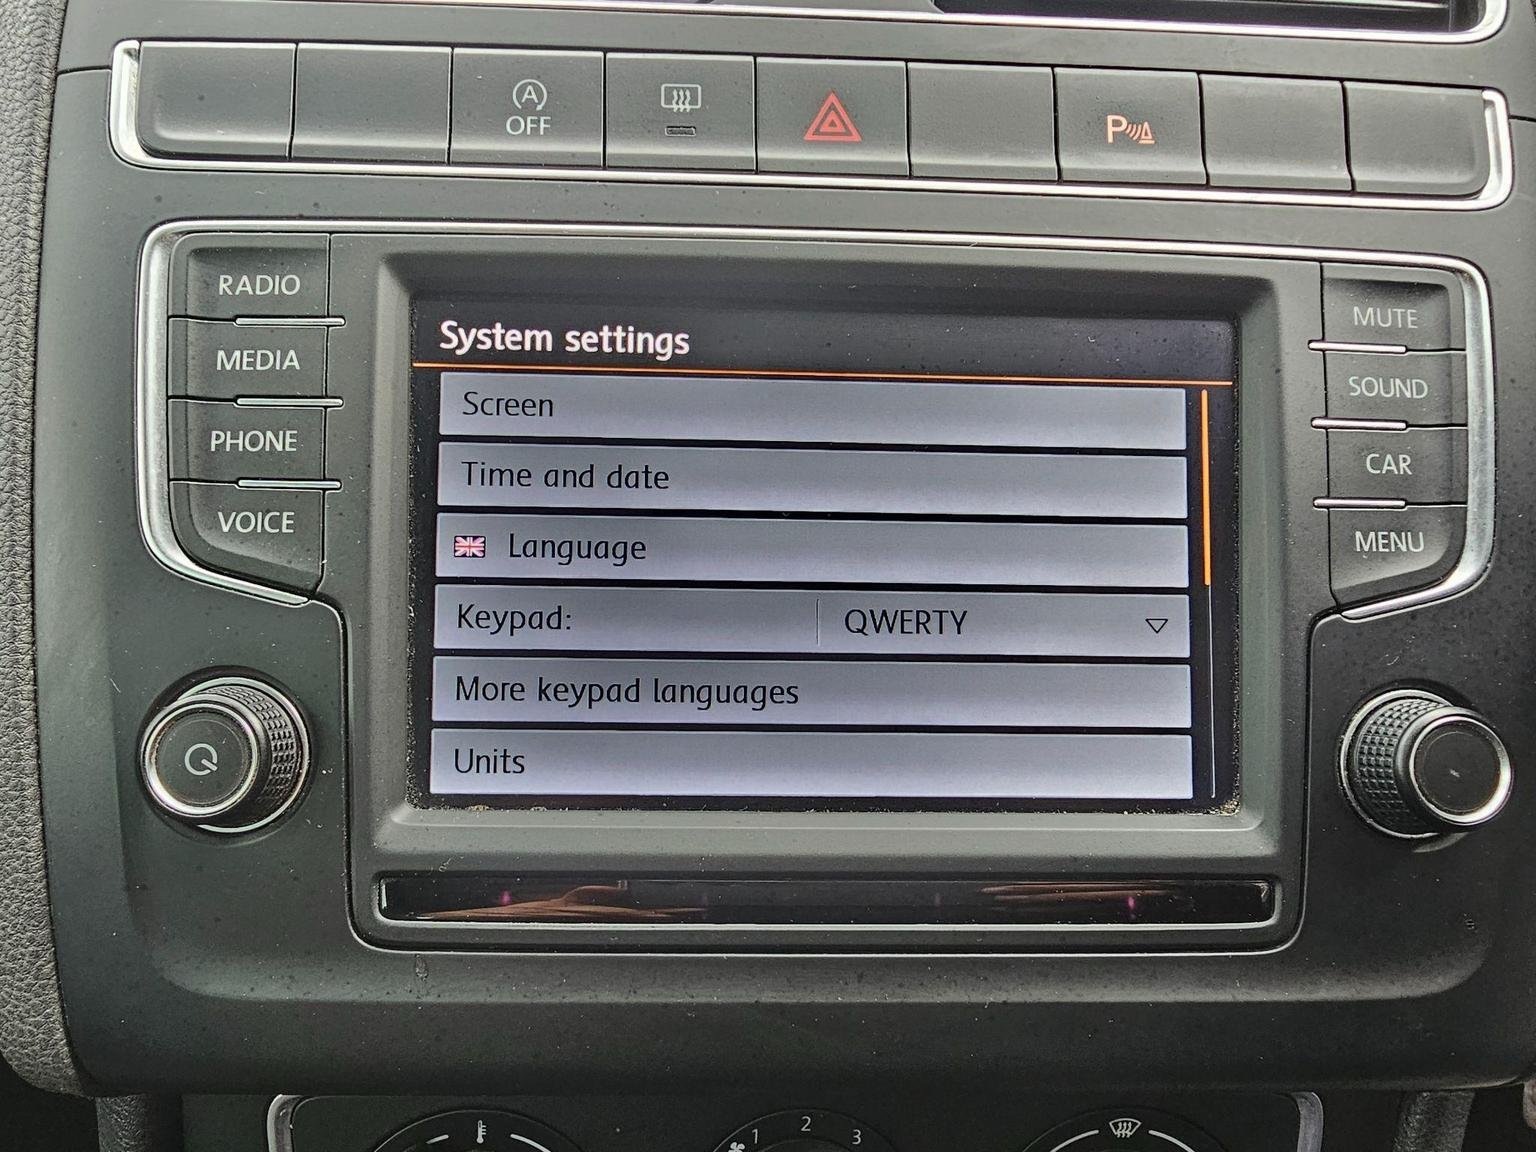 A
OFF
P
RADIO
MEDIA
PHONE
VOICE
System settings
Screen
Time and date
Language
Keypad: QWERTY
More keypad languages
Units
MUTE
SOUND
CAR
MENU
1 2 3